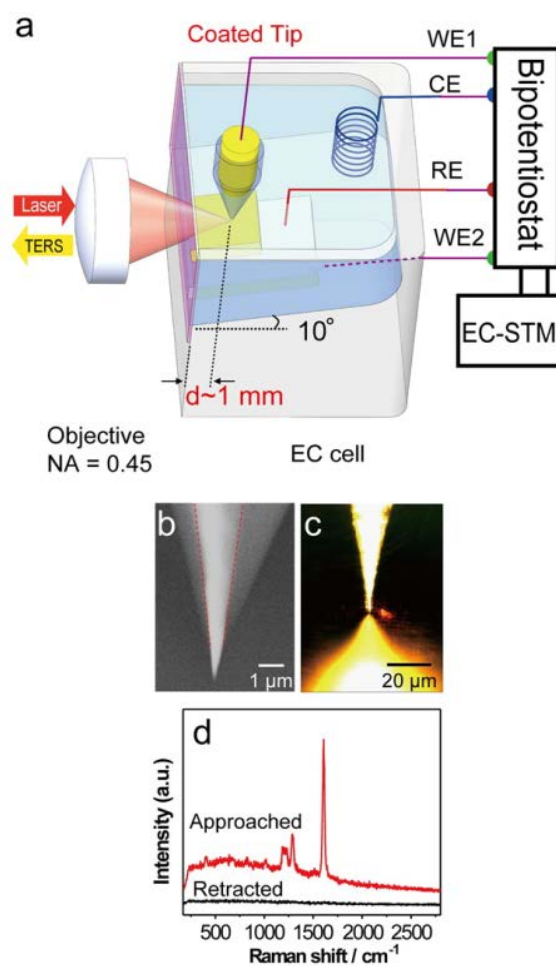 a
Coated Tip
WE1
CE
RE
WE2
Bipotentiostat
EC-STM
Laser
TERS
10°
d~1 mm
Objective
NA = 0.45
EC cell
b
1 μm
c
20 μm
d
Intensity (a.u.)
Approached
Retracted
500 1000 1500 2000 2500
Raman shift / cm⁻¹